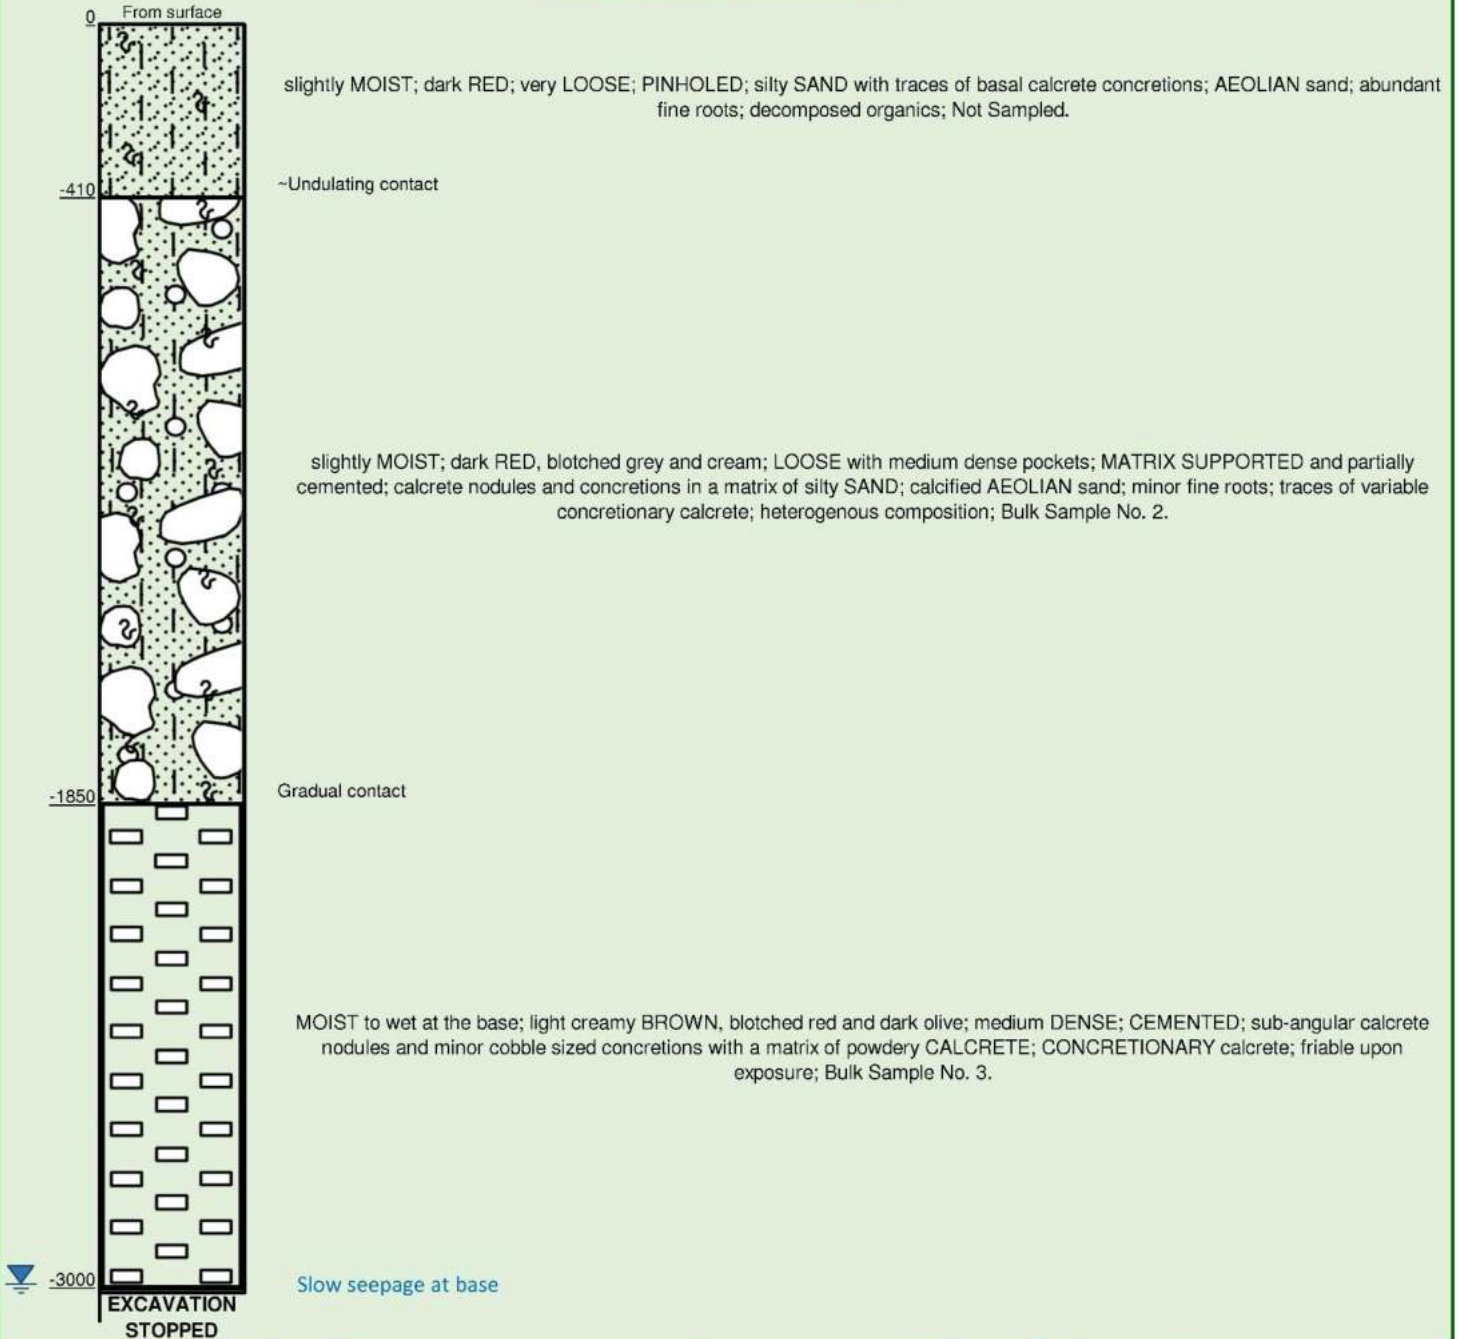 From surface
0
slightly MOIST; dark RED; very LOOSE; PINHOLED; silty SAND with traces of basal calcrete concretions; AEOLIAN sand; abundant
fine roots; decomposed organics; Not Sampled.
-410
~Undulating contact
slightly MOIST; dark RED, blotched grey and cream; LOOSE with medium dense pockets; MATRIX SUPPORTED and partially
cemented; calcrete nodules and concretions in a matrix of silty SAND; calcified AEOLIAN sand; minor fine roots; traces of variable
concretionary calcrete; heterogenous composition; Bulk Sample No. 2.
-1850
Gradual contact
MOIST to wet at the base; light creamy BROWN, blotched red and dark olive; medium DENSE; CEMENTED; sub-angular calcrete
nodules and minor cobble sized concretions with a matrix of powdery CALCRETE; CONCRETIONARY calcrete; friable upon
exposure; Bulk Sample No. 3.
-3000
Slow seepage at base
EXCAVATION
STOPPED